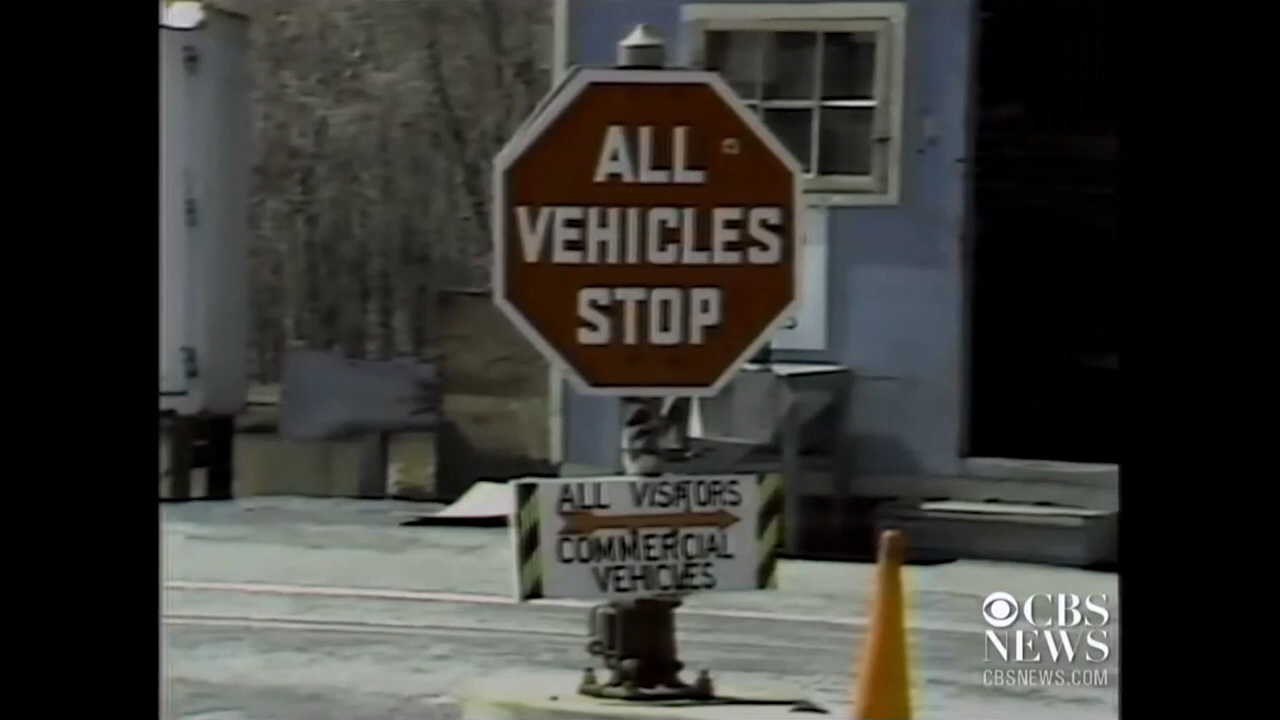 ALL
VEHICLES
STOP
ALL VISITORS
COMMERCIAL
VEHICLES
CBS
NEWS
CBSNEWS.COM